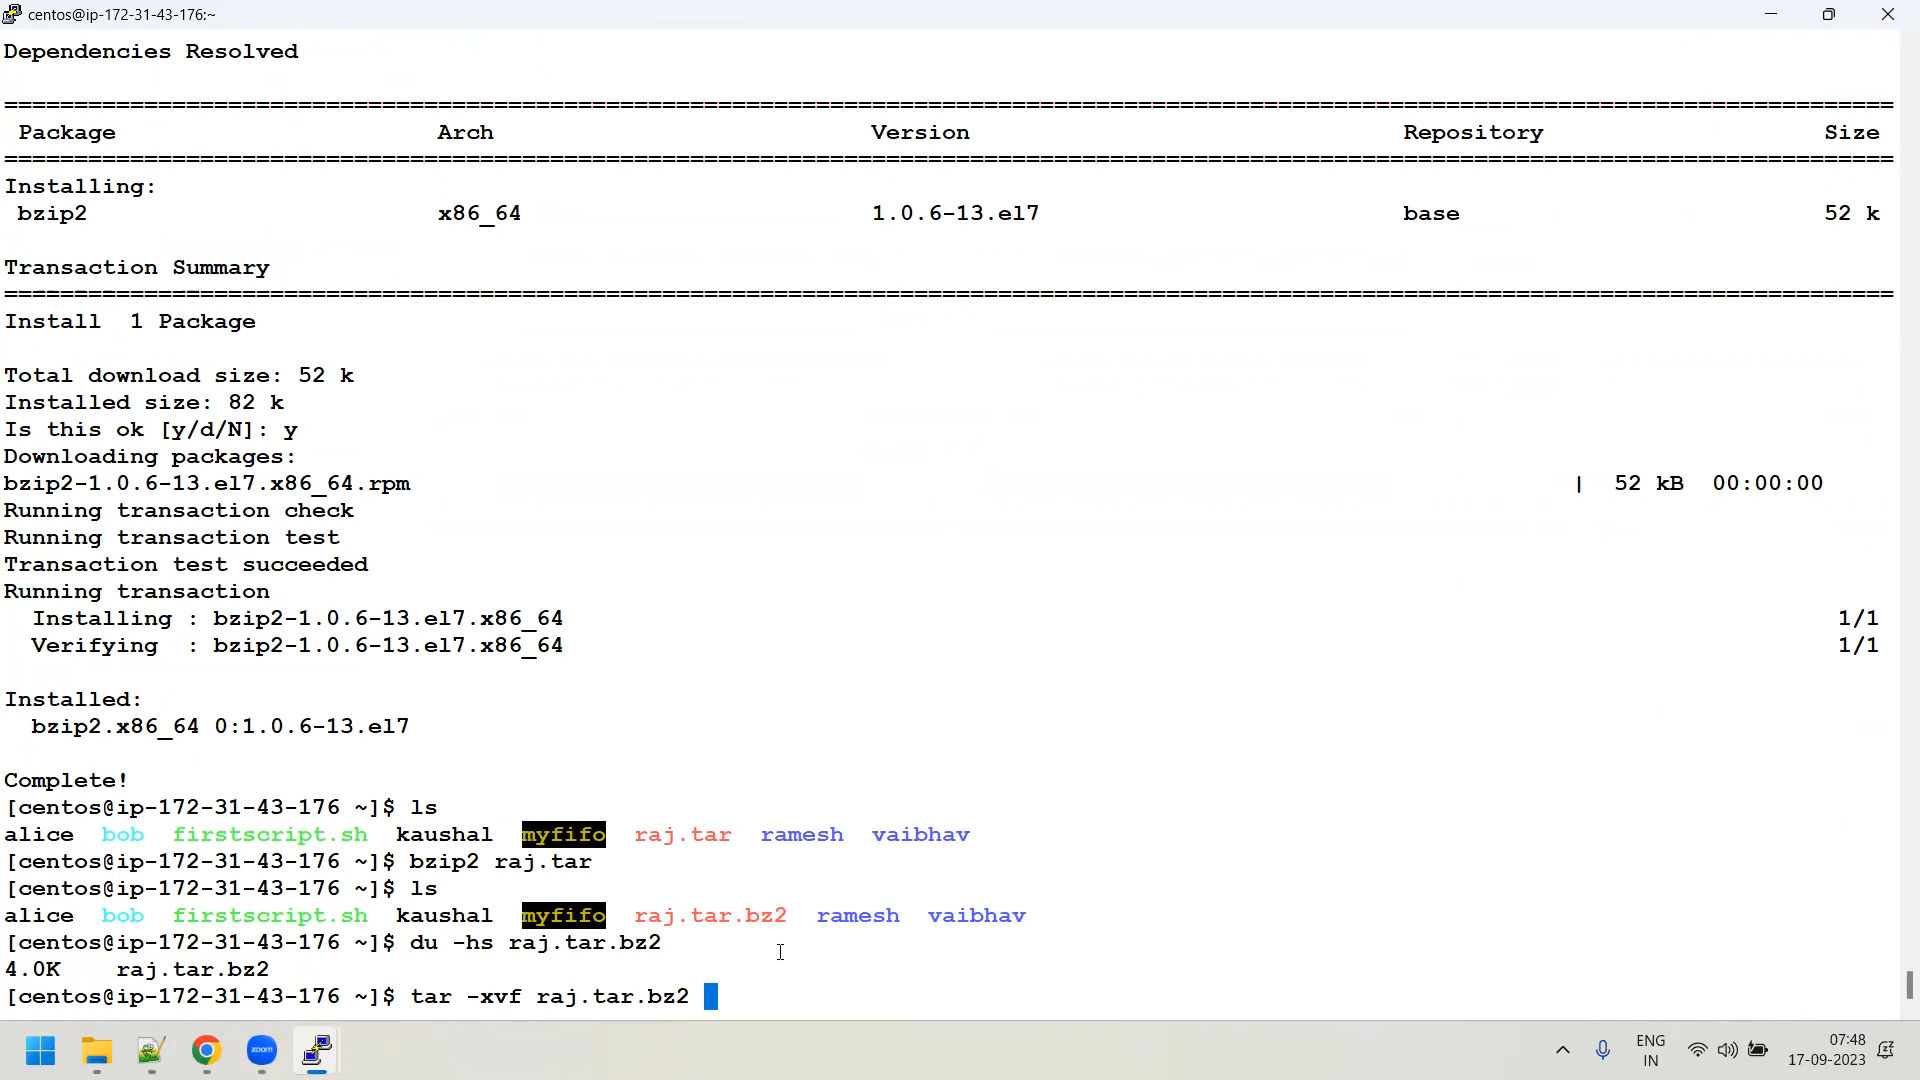 centos@ip-172-31-43-176:~
Dependencies Resolved
================================================================================
Package Arch Version Repository Size
================================================================================
Installing:
bzip2 x86_64 1.0.6-13.el7 base 52 k
Transaction Summary
================================================================================
Install 1 Package
Total download size: 52 k
Installed size: 82 k
Is this ok [y/d/N]: y
Downloading packages:
bzip2-1.0.6-13.el7.x86_64.rpm | 52 kB 00:00:00
Running transaction check
Running transaction test
Transaction test succeeded
Running transaction
Installing : bzip2-1.0.6-13.el7.x86_64 1/1
Verifying : bzip2-1.0.6-13.el7.x86_64 1/1
Installed:
bzip2.x86_64 0:1.0.6-13.el7
Complete!
[centos@ip-172-31-43-176 ~]$ ls
alice bob firstscript.sh kaushal myfifo raj.tar ramesh vaibhav
[centos@ip-172-31-43-176 ~]$ bzip2 raj.tar
[centos@ip-172-31-43-176 ~]$ ls
alice bob firstscript.sh kaushal myfifo raj.tar.bz2 ramesh vaibhav
[centos@ip-172-31-43-176 ~]$ du -hs raj.tar.bz2
4.0K raj.tar.bz2
[centos@ip-172-31-43-176 ~]$ tar -xvf raj.tar.bz2
zoom
ENG
IN
07:48
17-09-2023